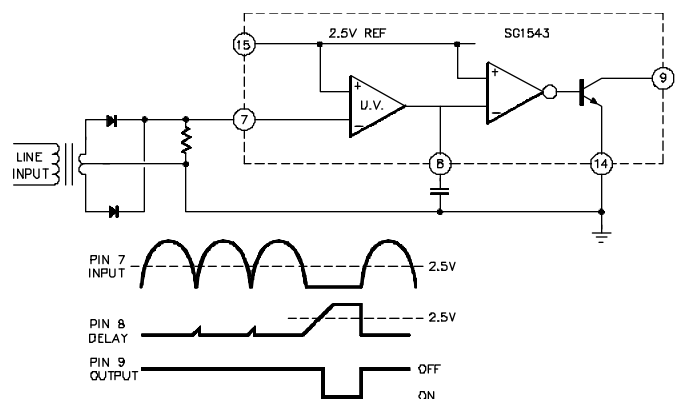 2.5V REF
SG1543
15
9
+
+
U.V.
-
-
7
LINE
INPUT
8
14
PIN 7
INPUT
2.5V
PIN 8
DELAY
2.5V
PIN 9
OUTPUT
OFF
ON